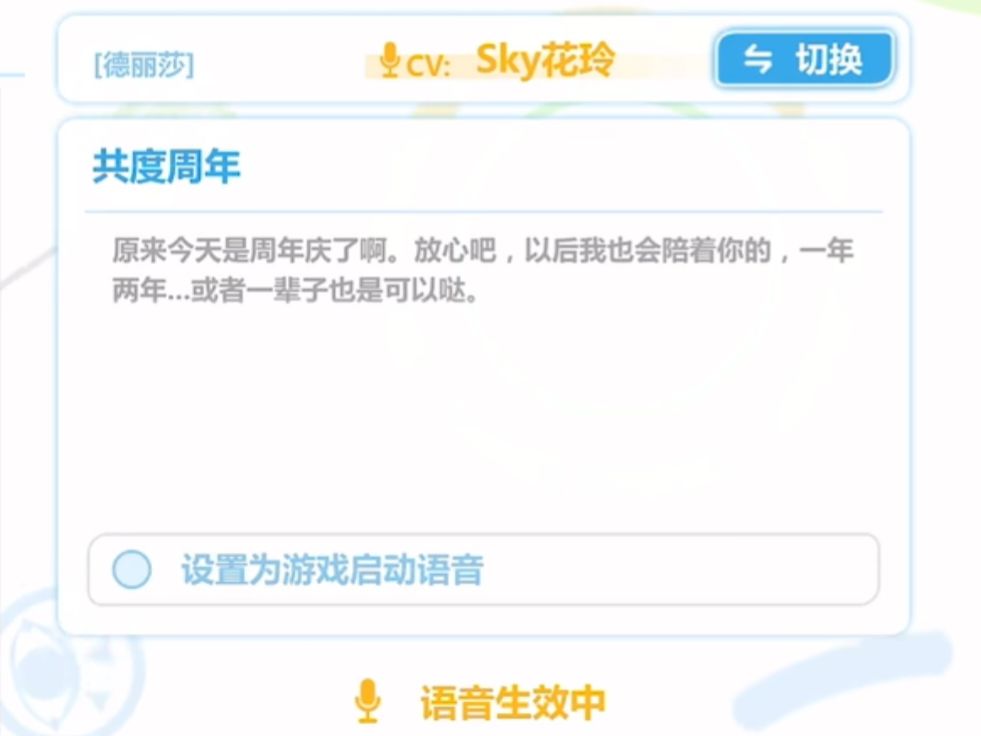 [德丽莎]
CV: Sky花玲
切换
共度周年
原来今天是周年庆了啊。放心吧，以后我也会陪着你的，一年
两年...或者一辈子也是可以哒。
设置为游戏启动语音
语音生效中